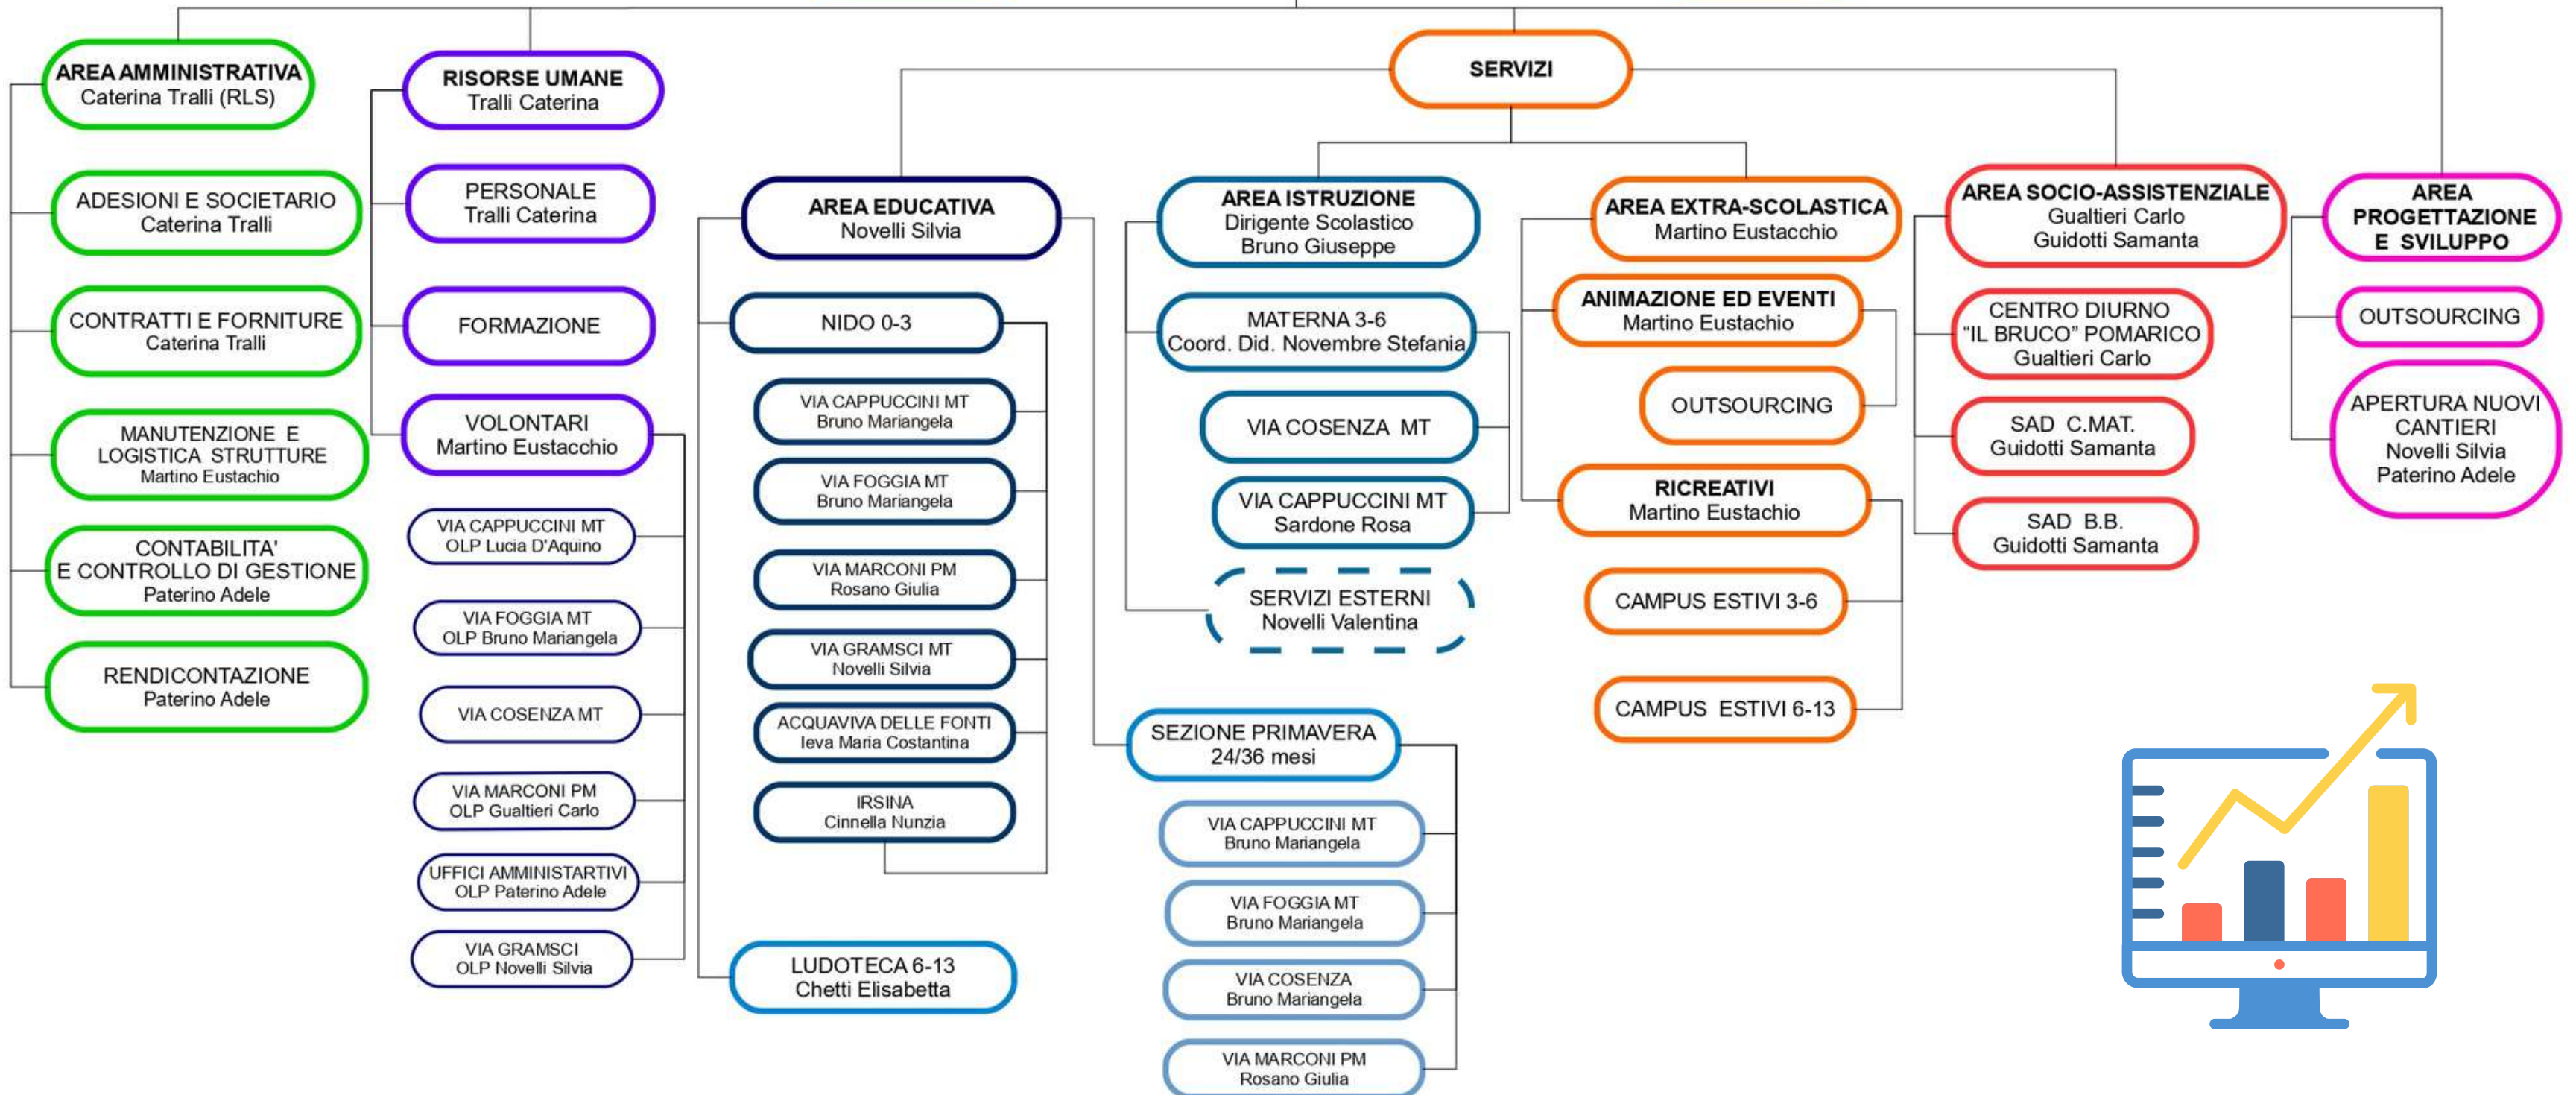 AREA AMMINISTRATIVA
Caterina Tralli (RLS)
ADESIONI E SOCIETARIO
Caterina Tralli
CONTRATTI E FORNITURE
Caterina Tralli
MANUTENZIONE E
LOGISTICA STRUTTURE
Martino Eustachio
CONTABILITA'
E CONTROLLO DI GESTIONE
Paterino Adele
RENDICONTAZIONE
Paterino Adele
RISORSE UMANE
Tralli Caterina
PERSONALE
Tralli Caterina
FORMAZIONE
VOLONTARI
Martino Eustacchio
VIA CAPPUCCINI MT
OLP Lucia D'Aquino
VIA FOGGIA MT
OLP Bruno Mariangela
VIA COSENZA MT
VIA MARCONI PM
OLP Gualtieri Carlo
UFFICI AMMINISTARTIVI
OLP Paterino Adele
VIA GRAMSCI
OLP Novelli Silvia
SERVIZI
AREA EDUCATIVA
Novelli Silvia
NIDO 0-3
VIA CAPPUCCINI MT
Bruno Mariangela
VIA FOGGIA MT
Bruno Mariangela
VIA MARCONI PM
Rosano Giulia
VIA GRAMSCI MT
Novelli Silvia
ACQUAVIVA DELLE FONTI
Ieva Maria Costantina
IRSINA
Cinnella Nunzia
LUDOTECA 6-13
Chetti Elisabetta
SEZIONE PRIMAVERA
24/36 mesi
VIA CAPPUCCINI MT
Bruno Mariangela
VIA FOGGIA MT
Bruno Mariangela
VIA COSENZA
Bruno Mariangela
VIA MARCONI PM
Rosano Giulia
AREA ISTRUZIONE
Dirigente Scolastico
Bruno Giuseppe
MATERNA 3-6
Coord. Did. Novembre Stefania
VIA COSENZA MT
VIA CAPPUCCINI MT
Sardone Rosa
SERVIZI ESTERNI
Novelli Valentina
AREA EXTRA-SCOLASTICA
Martino Eustacchio
ANIMAZIONE ED EVENTI
Martino Eustachio
OUTSOURCING
RICREATIVI
Martino Eustachio
CAMPUS ESTIVI 3-6
CAMPUS ESTIVI 6-13
AREA SOCIO-ASSISTENZIALE
Gualtieri Carlo
Guidotti Samanta
CENTRO DIURNO
“IL BRUCO” POMARICO
Gualtieri Carlo
SAD C.MAT.
Guidotti Samanta
SAD B.B.
Guidotti Samanta
AREA
PROGETTAZIONE
E SVILUPPO
OUTSOURCING
APERTURA NUOVI
CANTIERI
Novelli Silvia
Paterino Adele